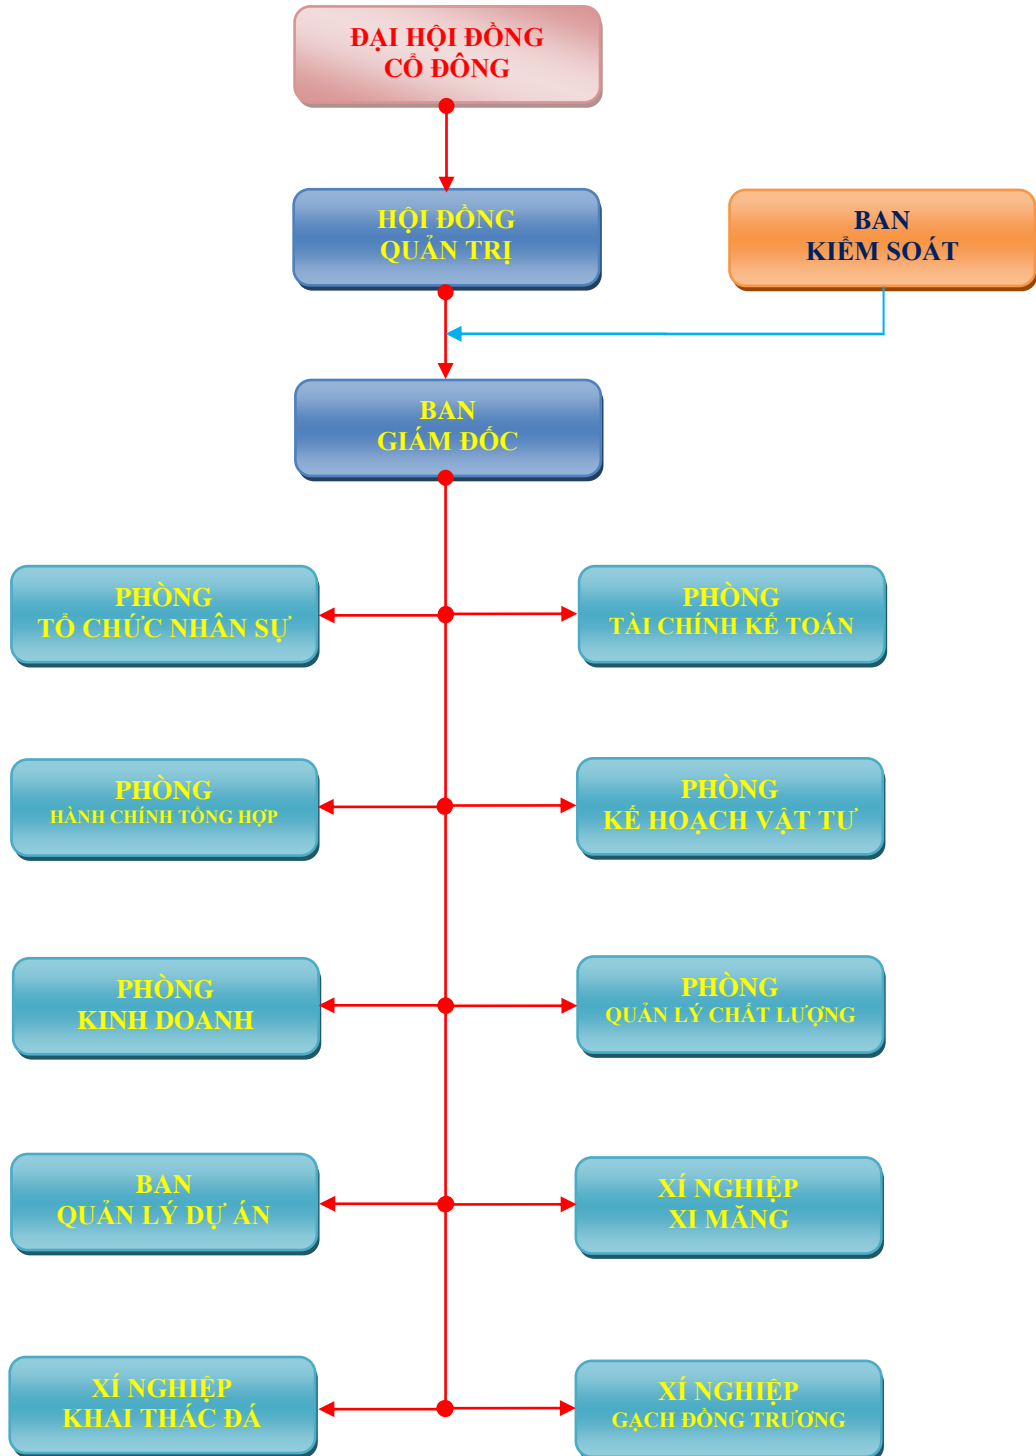 ĐẠI HỘI ĐỒNG
CỔ ĐÔNG
HỘI ĐỒNG
QUẢN TRỊ
BAN
KIỂM SOÁT
BAN
GIÁM ĐỐC
PHÒNG
TỔ CHỨC NHÂN SỰ
PHÒNG
TÀI CHÍNH KẾ TOÁN
PHÒNG
HÀNH CHÍNH TỔNG HỢP
PHÒNG
KẾ HOẠCH VẬT TƯ
PHÒNG
KINH DOANH
PHÒNG
QUẢN LÝ CHẤT LƯỢNG
BAN
QUẢN LÝ DỰ ÁN
XÍ NGHIỆP
XI MĂNG
XÍ NGHIỆP
KHAI THÁC ĐÁ
XÍ NGHIỆP
GẠCH ĐỒNG TRƯƠNG